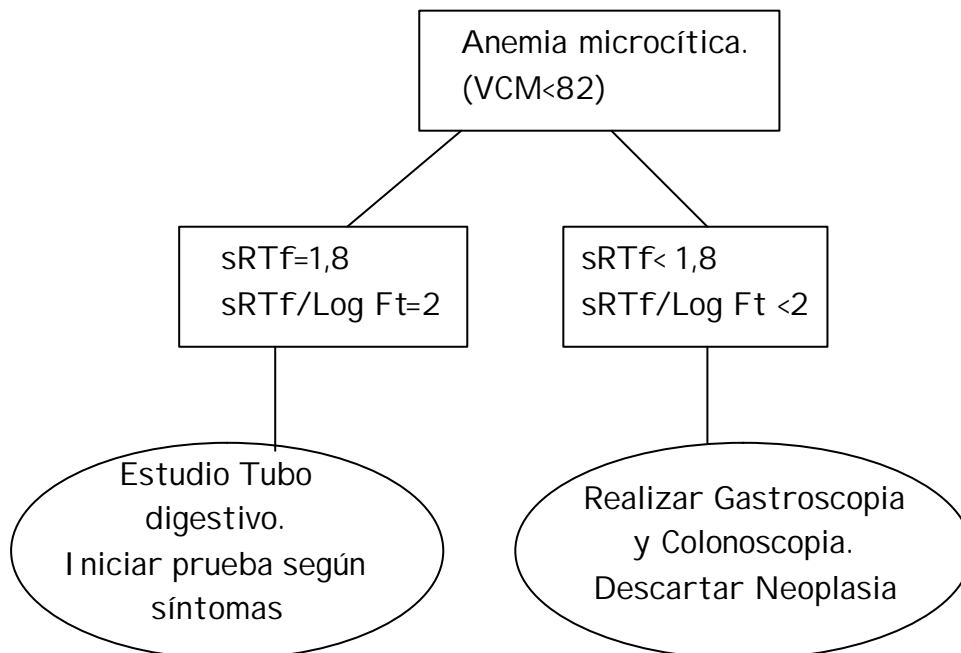 Anemia microcítica.
(VCM<82)
sRTf=1,8
sRTf/Log Ft=2
sRTf< 1,8
sRTf/Log Ft <2
Estudio Tubo
digestivo.
Iniciar prueba según
síntomas
Realizar Gastroscopia
y Colonoscopia.
Descartar Neoplasia